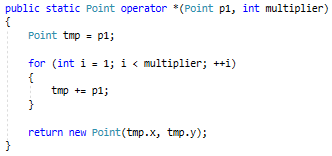 public static Point operator *(Point p1, int multiplier)
{
    Point tmp = p1;

    for (int i = 1; i < multiplier; ++i)
    {
        tmp += p1;
    }

    return new Point(tmp.x, tmp.y);
}